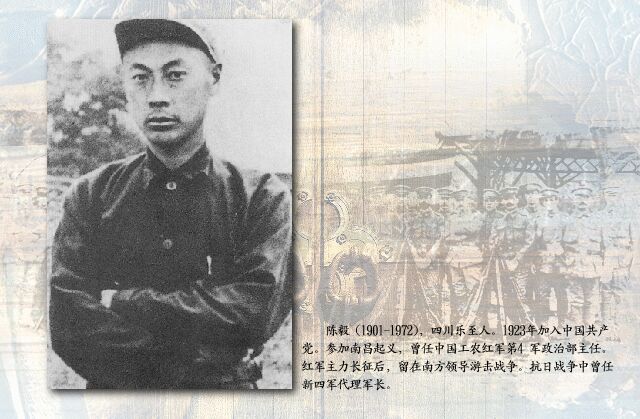 陈毅（1901-1972），四川乐至人。1923年加入中国共产
党。参加南昌起义，曾任中国工农红军第4 军政治部主任。
红军主力长征后，留在南方领导游击战争。抗日战争中曾任
新四军代理军长。